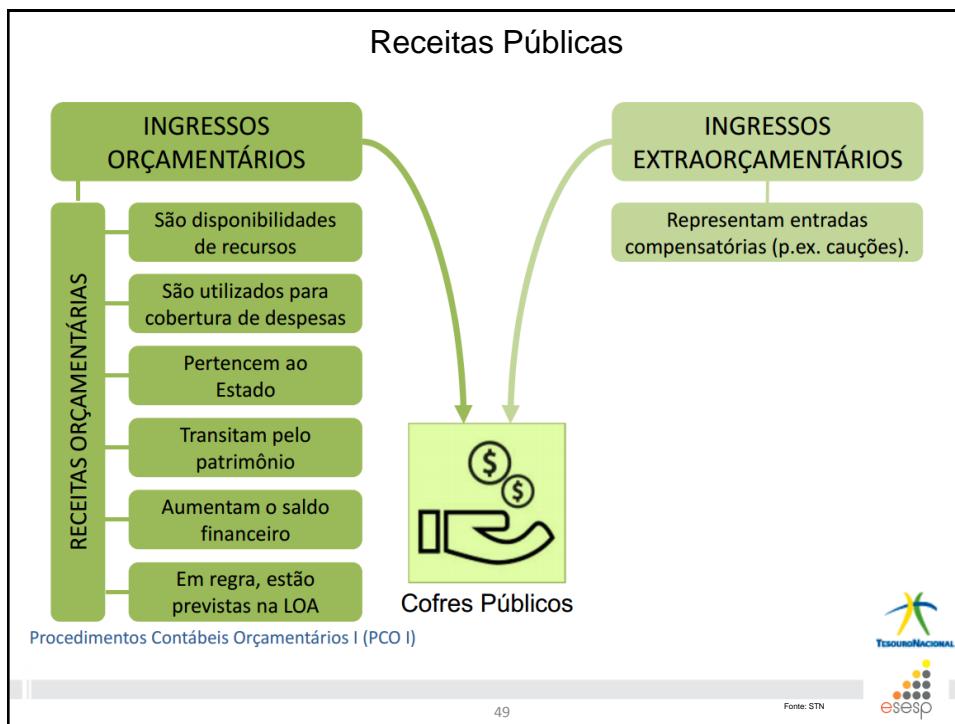 Receitas Públicas
INGRESSOS
ORÇAMENTÁRIOS
RECEITAS ORÇAMENTÁRIAS
São disponibilidades
de recursos
São utilizados para
cobertura de despesas
Pertencem ao
Estado
Transitam pelo
patrimônio
Aumentam o saldo
financeiro
Em regra, estão
previstas na LOA
INGRESSOS
EXTRAORÇAMENTÁRIOS
Representam entradas
compensatórias (p.ex. cauções).
$
$
Cofres Públicos
Procedimentos Contábeis Orçamentários I (PCO I)
TESOURONACIONAL
49
Fonte: STN
esesp